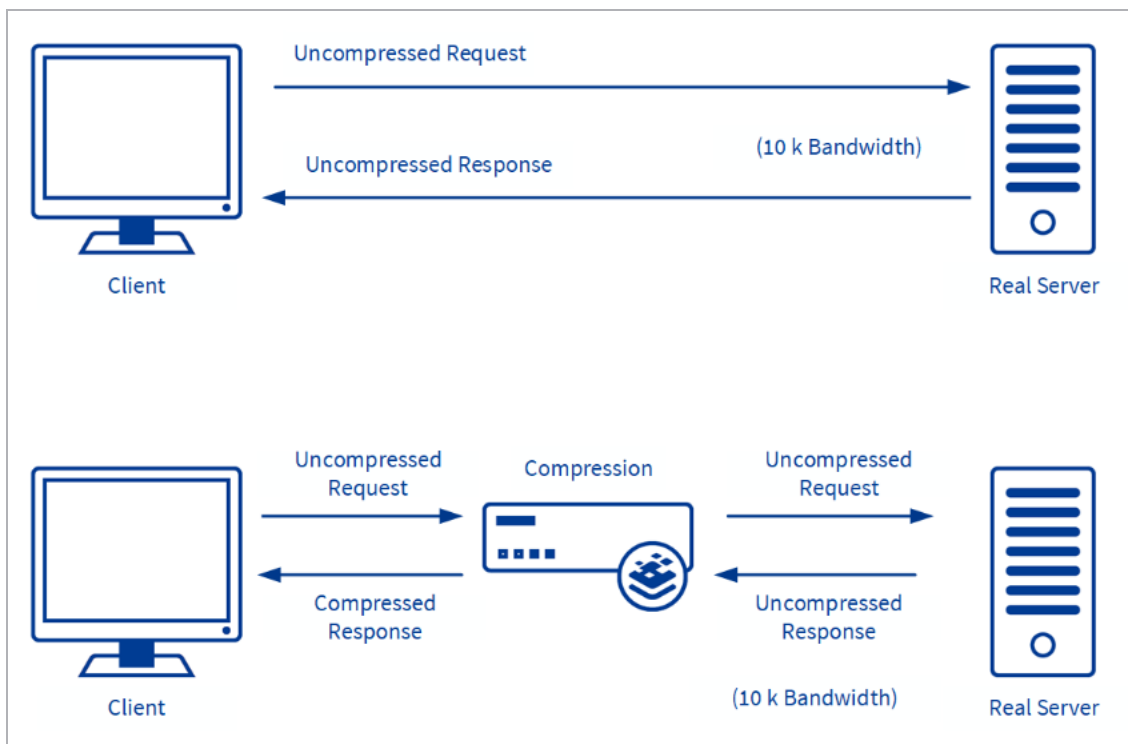 Uncompressed Request
(10 k Bandwidth)
Uncompressed Response
Client
Real Server
Uncompressed
Request
Compression
Uncompressed
Request
Compressed
Response
Uncompressed
Response
Client
(10 k Bandwidth)
Real Server